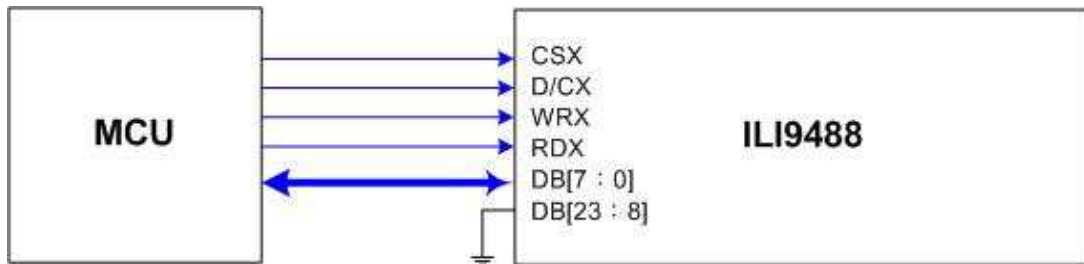 MCU
CSX
D/CX
WRX
RDX
DB[7 : 0]
DB[23 : 8]
ILI9488